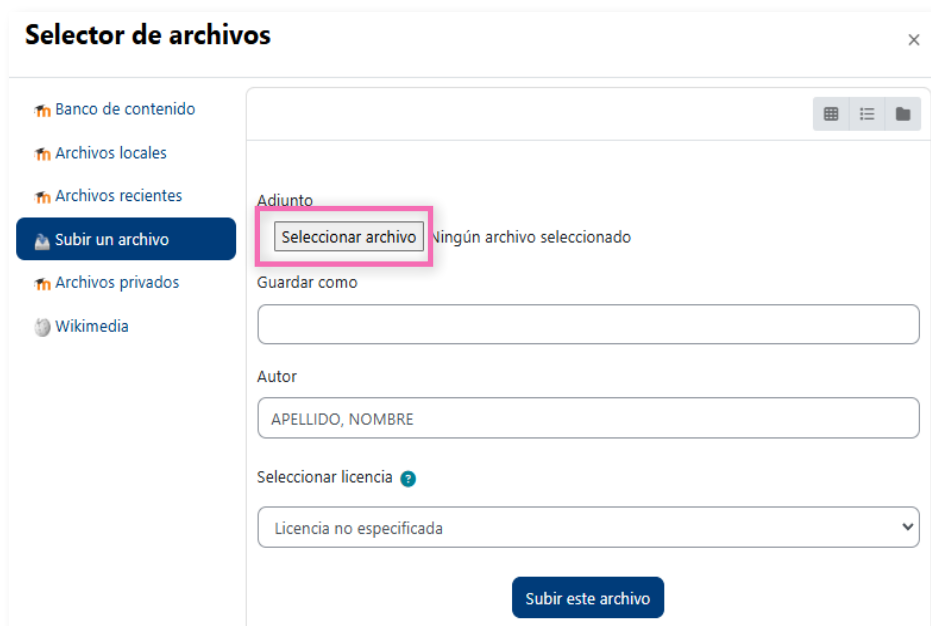 Selector de archivos
×
Banco de contenido
Archivos locales
Archivos recientes
Subir un archivo
Archivos privados
Wikimedia
Adjunto
Seleccionar archivo Ningún archivo seleccionado
Guardar como
Autor
APELLIDO, NOMBRE
Seleccionar licencia ?
Licencia no especificada
Subir este archivo